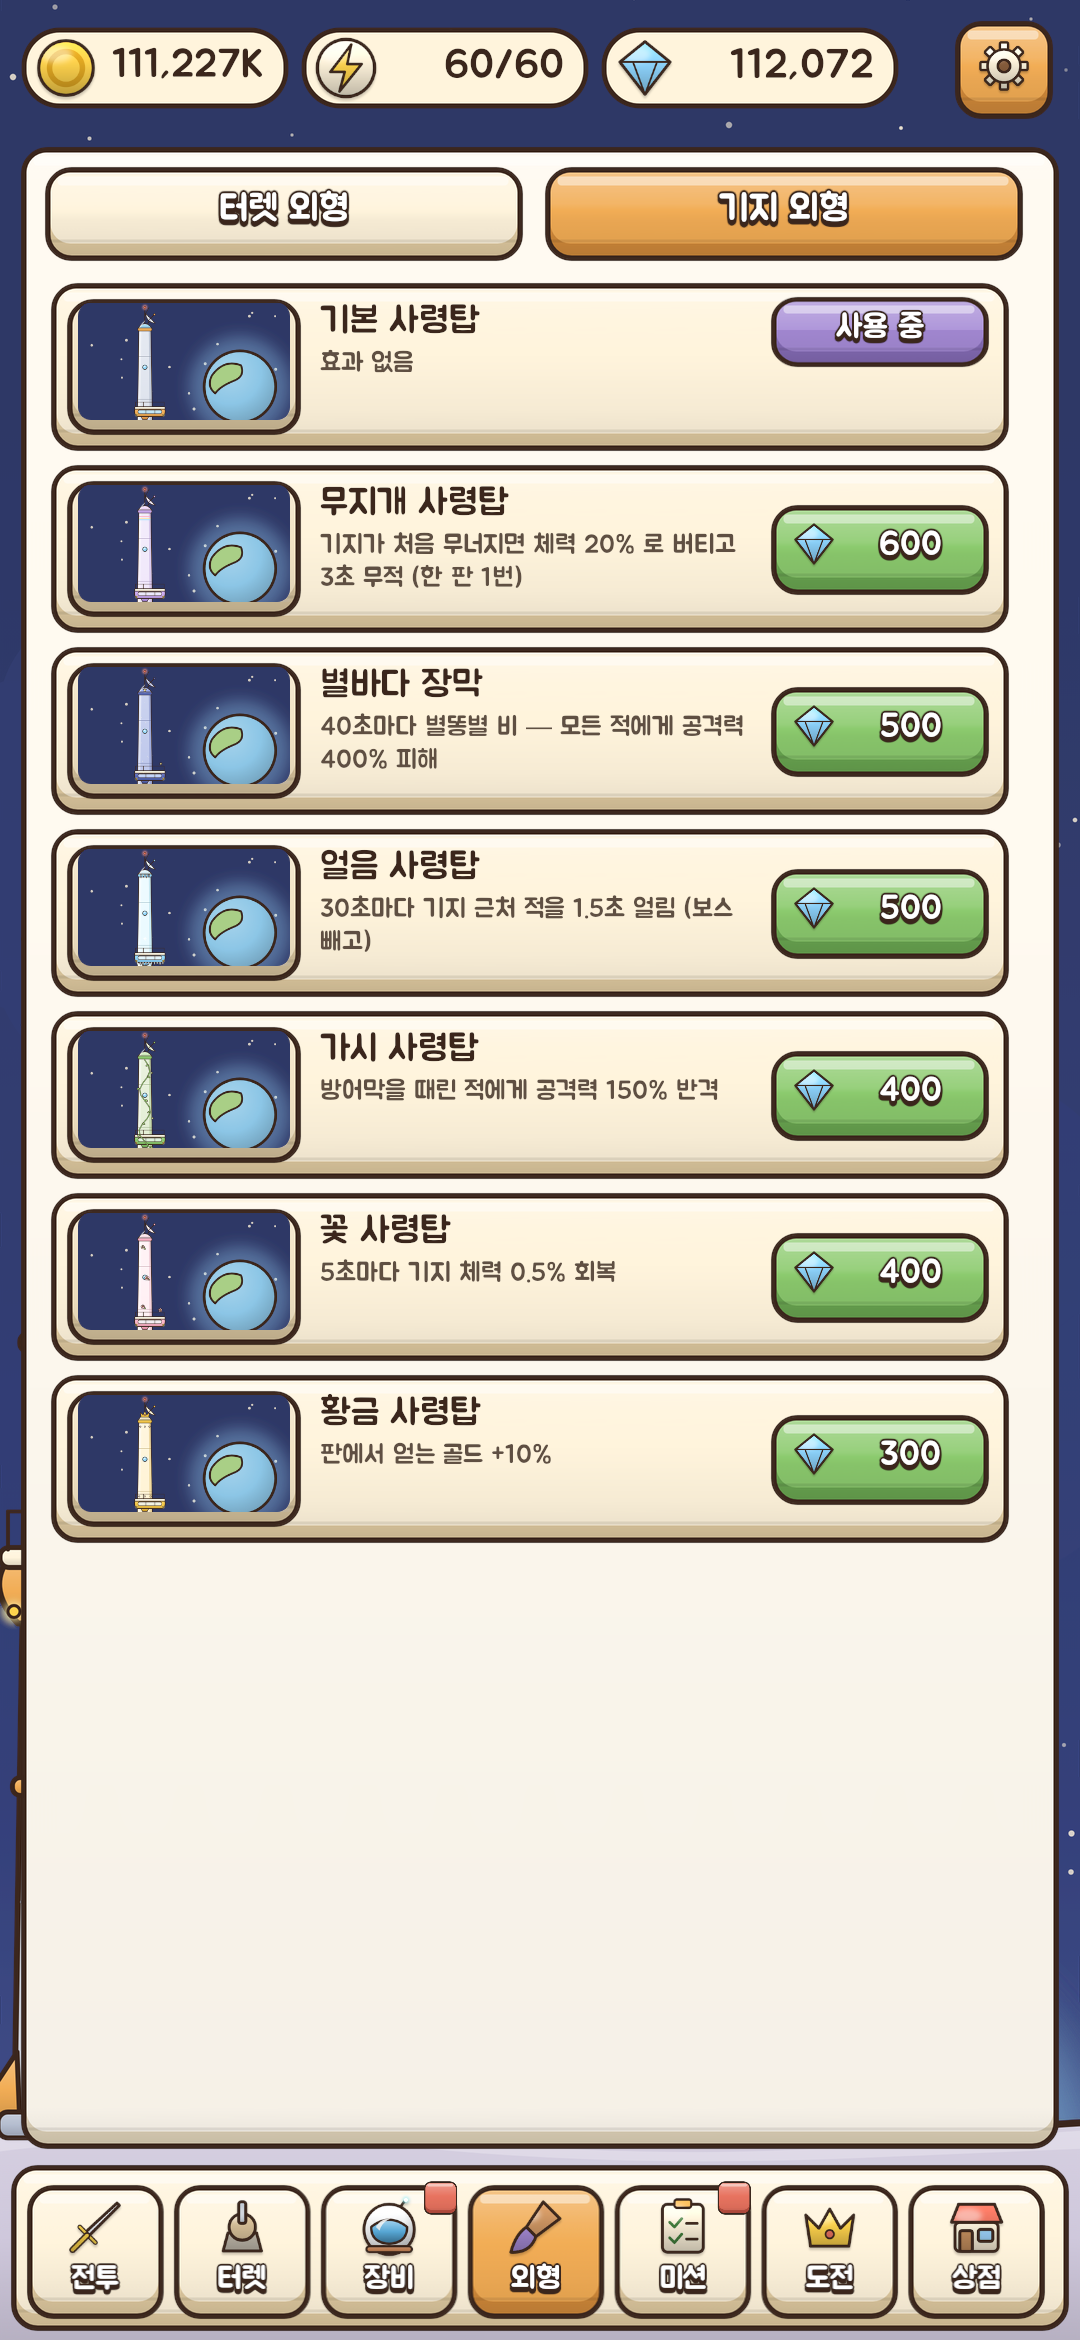 111,227K 60/60 112,072
터렛 외형 기지 외형
기본 사령탑
효과 없음
사용 중
무지개 사령탑
기지가 처음 무너지면 체력 20% 로 버티고
3초 무적 (한 판 1번)
600
별바다 장막
40초마다 별똥별 비 — 모든 적에게 공격력
400% 피해
500
얼음 사령탑
30초마다 기지 근처 적을 1.5초 얼림 (보스
빼고)
500
가시 사령탑
방어막을 때린 적에게 공격력 150% 반격
400
꽃 사령탑
5초마다 기지 체력 0.5% 회복
400
황금 사령탑
판에서 얻는 골드 +10%
300
전투 터렛 장비 외형 미션 도전 상점